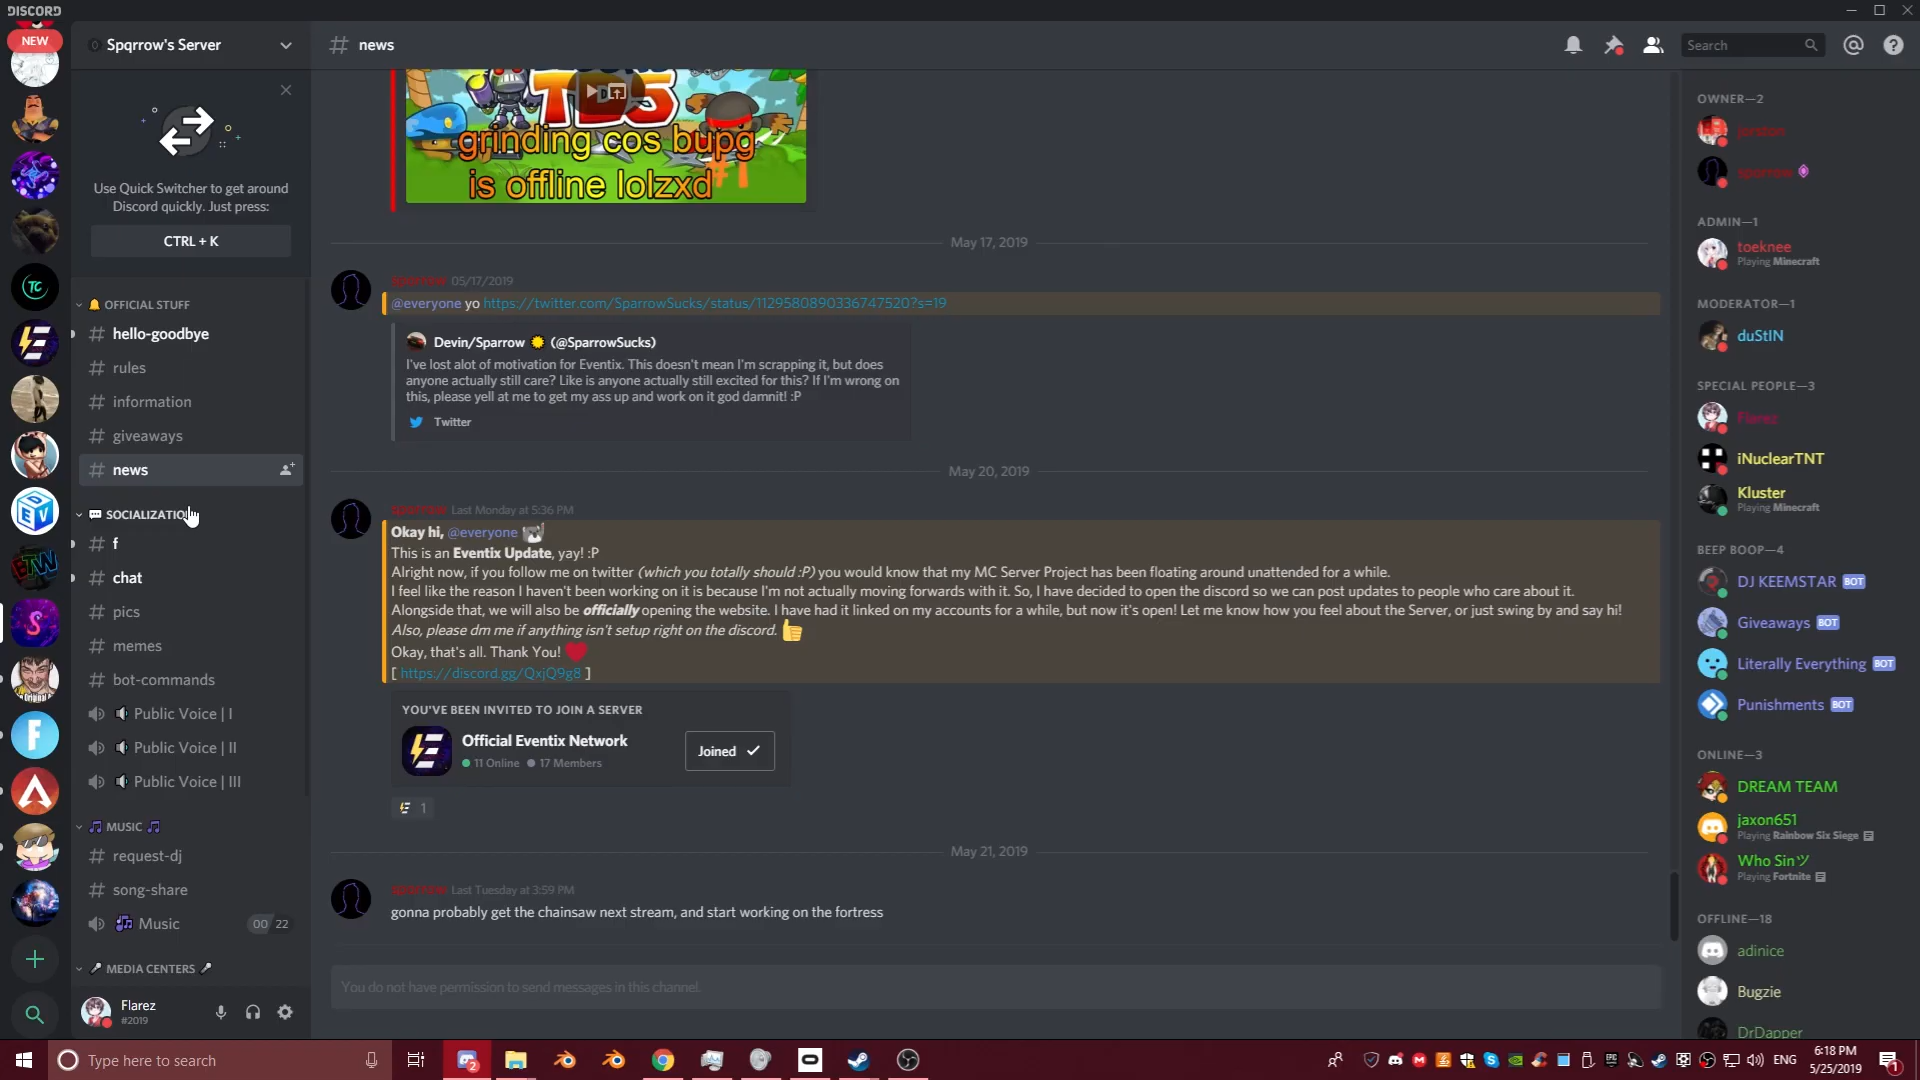 DISCORD
NEW
Spqrrow's Server
news
Search
Use Quick Switcher to get around
Discord quickly. Just press:
CTRL + K
OFFICIAL STUFF
hello-goodbye
rules
information
giveaways
news
SOCIALIZATION
f
chat
pics
memes
bot-commands
Public Voice | I
Public Voice | II
Public Voice | III
MUSIC
request-dj
song-share
Music
00 22
MEDIA CENTERS
Flarez
#2019
grinding cos bupg
is offline lolzxd
#1
May 17, 2019
05/17/2019
@everyone yo https://twitter.com/SparrowSucks/status/1129580890336747520?s=19
Devin/Sparrow (@SparrowSucks)
I've lost alot of motivation for Eventix. This doesn't mean I'm scrapping it, but does
anyone actually still care? Like is anyone actually still excited for this? If I'm wrong on
this, please yell at me to get my ass up and work on it god damnit! :P
Twitter
May 20, 2019
Last Monday at 5:36 PM
Okay hi, @everyone
This is an Eventix Update, yay! :P
Alright now, if you follow me on twitter (which you totally should :P) you would know that my MC Server Project has been floating around unattended for a while.
I feel like the reason I haven't been working on it is because I'm not actually moving forwards with it. So, I have decided to open the discord so we can post updates to people who care about it.
Alongside that, we will also be officially opening the website. I have had it linked on my accounts for a while, but now it's open! Let me know how you feel about the Server, or just swing by and say hi!
Also, please dm me if anything isn't setup right on the discord.
Okay, that's all. Thank You!
[ https://discord.gg/QxjQ9g8 ]
YOU'VE BEEN INVITED TO JOIN A SERVER
Official Eventix Network
11 Online 17 Members
Joined
1
May 21, 2019
Last Tuesday at 3:59 PM
gonna probably get the chainsaw next stream, and start working on the fortress
You do not have permission to send messages in this channel.
OWNER—2
jordon
sparrow
ADMIN—1
toeknee
Playing Minecraft
MODERATOR—1
duStIN
SPECIAL PEOPLE—3
Flarez
iNuclearTNT
Kluster
Playing Minecraft
BEEP BOOP—4
DJ KEEMSTAR BOT
Giveaways BOT
Literally Everything BOT
Punishments BOT
ONLINE—3
DREAM TEAM
jaxon651
Playing Rainbow Six Siege
Who Sinツ
Playing Fortnite
OFFLINE—18
adinice
Bugzie
DrDapper
Type here to search
ENG
6:18 PM
5/25/2019